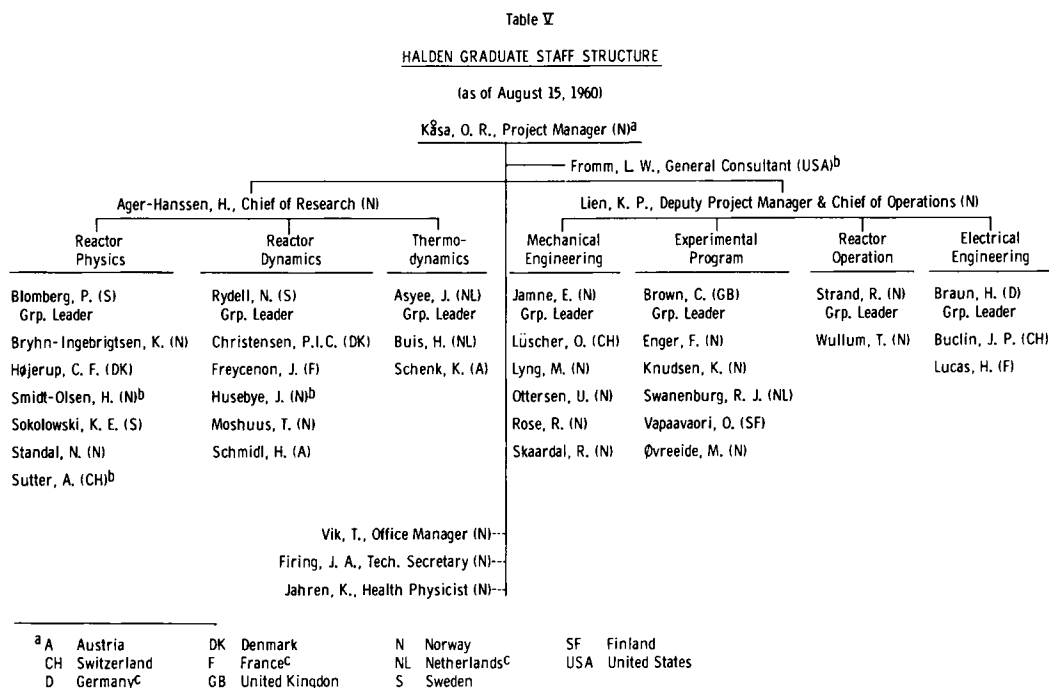 Table V
HALDEN GRADUATE STAFF STRUCTURE
(as of August 15, 1960)
Kåsa, O. R., Project Manager (N)ᵃ
Fromm, L. W., General Consultant (USA)ᵇ
Ager-Hanssen, H., Chief of Research (N)
Lien, K. P., Deputy Project Manager & Chief of Operations (N)
Reactor
Physics
Blomberg, P. (S)
Grp. Leader
Bryhn-Ingebrigtsen, K. (N)
Højerup, C. F. (DK)
Smidt-Olsen, H. (N)ᵇ
Sokolowski, K. E. (S)
Standal, N. (N)
Sutter, A. (CH)ᵇ
Reactor
Dynamics
Rydell, N. (S)
Grp. Leader
Christensen, P.I.C. (DK)
Freycenon, J. (F)
Husebye, J. (N)ᵇ
Moshuus, T. (N)
Schmidl, H. (A)
Thermo-
dynamics
Asyee, J. (NL)
Grp. Leader
Buis, H. (NL)
Schenk, K. (A)
Mechanical
Engineering
Jamne, E. (N)
Grp. Leader
Lüscher, O. (CH)
Lyng, M. (N)
Ottersen, U. (N)
Rose, R. (N)
Skaardal, R. (N)
Experimental
Program
Brown, C. (GB)
Grp. Leader
Enger, F. (N)
Knudsen, K. (N)
Swanenburg, R. J. (NL)
Vapaavaori, O. (SF)
Øvreeide, M. (N)
Reactor
Operation
Strand, R. (N)
Grp. Leader
Wullum, T. (N)
Electrical
Engineering
Braun, H. (D)
Grp. Leader
Buclin, J. P. (CH)
Lucas, H. (F)
Vik, T., Office Manager (N)
Firing, J. A., Tech. Secretary (N)
Jahren, K., Health Physicist (N)
ᵃ A Austria DK Denmark N Norway SF Finland
CH Switzerland F Franceᶜ NL Netherlandsᶜ USA United States
D Germanyᶜ GB United Kingdon S Sweden